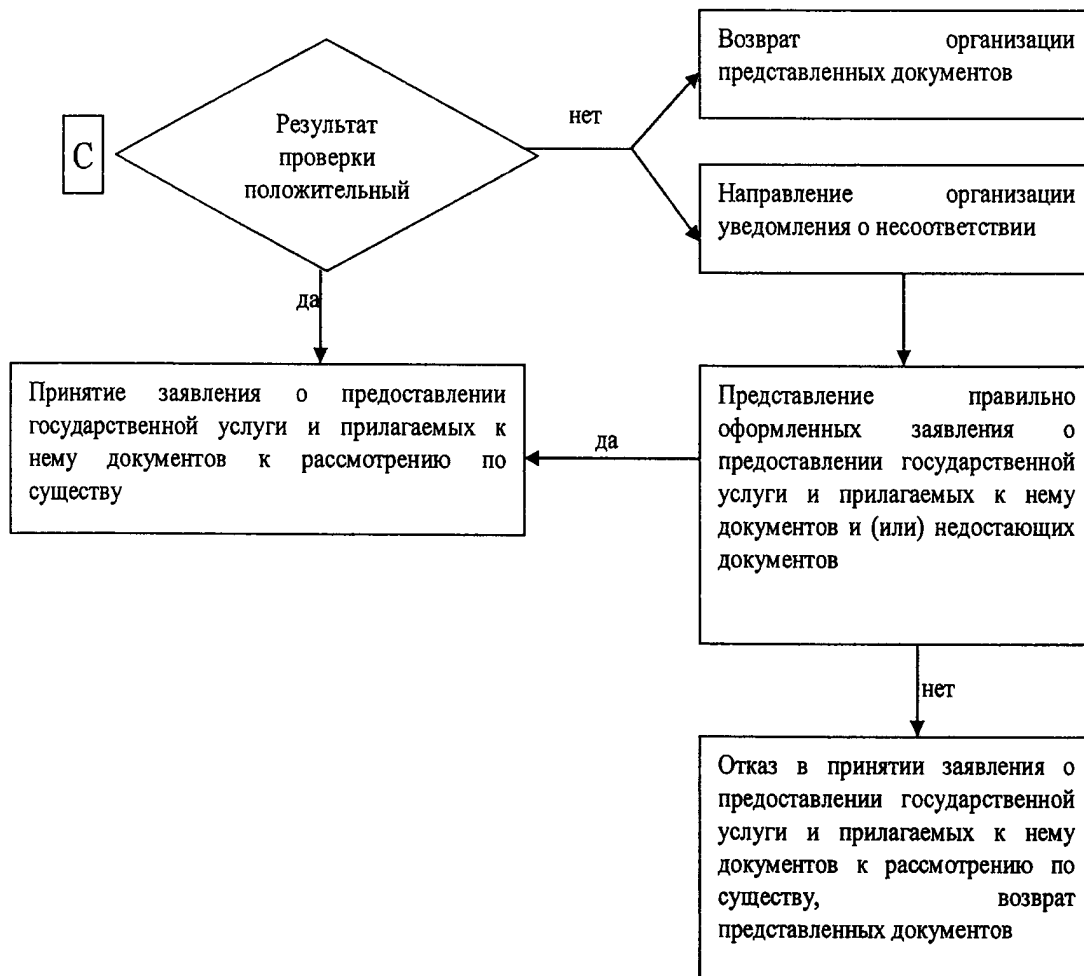 С
Результат
проверки
положительный
нет
Возврат организации
представленных документов
Направление организации
уведомления о несоответствии
да
Принятие заявления о предоставлении
государственной услуги и прилагаемых к
нему документов к рассмотрению по
существу
да
Представление правильно
оформленных заявления о
предоставлении государственной
услуги и прилагаемых к нему
документов и (или) недостающих
документов
нет
Отказ в принятии заявления о
предоставлении государственной
услуги и прилагаемых к нему
документов к рассмотрению по
существу, возврат
представленных документов